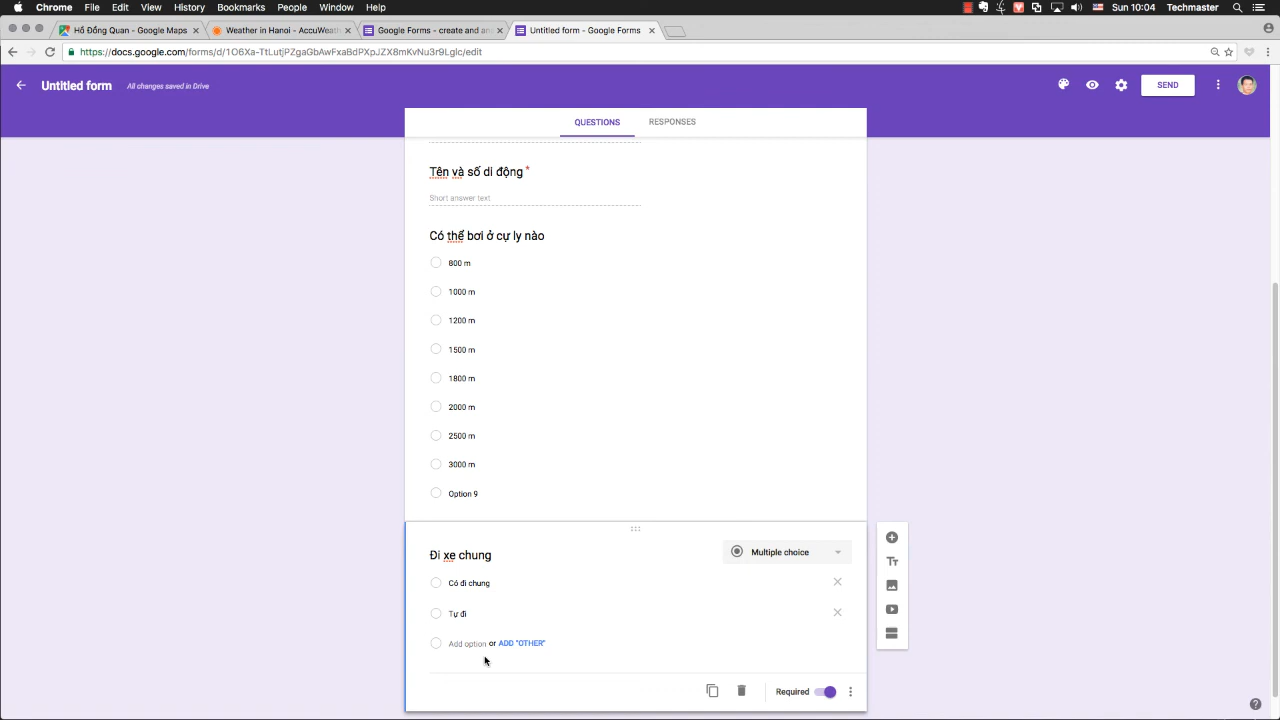 Chrome File Edit View History Bookmarks People Window Help
Sun 10:04 Techmaster
Hồ Đồng Quan - Google Maps
Weather in Hanoi - AccuWeat
Google Forms - create and an
Untitled form - Google Forms
https://docs.google.com/forms/d/1O6Xa-TtLutjPZgaGbAwFxaBdPXpJZX8mKvNu3r9Lglc/edit
Untitled form All changes saved in Drive
SEND
QUESTIONS RESPONSES
Tên và số di động *
Short answer text
Có thể bơi ở cự ly nào
800 m
1000 m
1200 m
1500 m
1800 m
2000 m
2500 m
3000 m
Option 9
Đi xe chung
Multiple choice
Có đi chung
Tự đi
Add option or ADD "OTHER"
Required